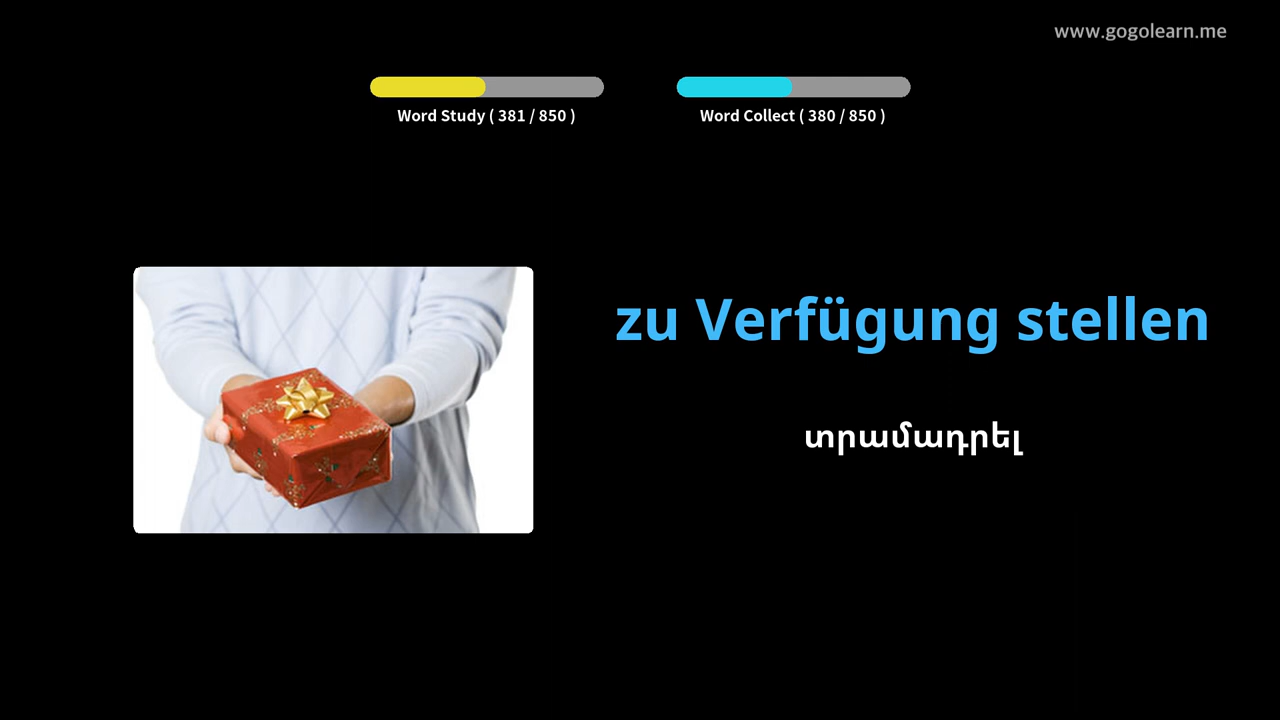 www.gogolearn.me
Word Study ( 381 / 850 )
Word Collect ( 380 / 850 )
zu Verfügung stellen
տրամադրել